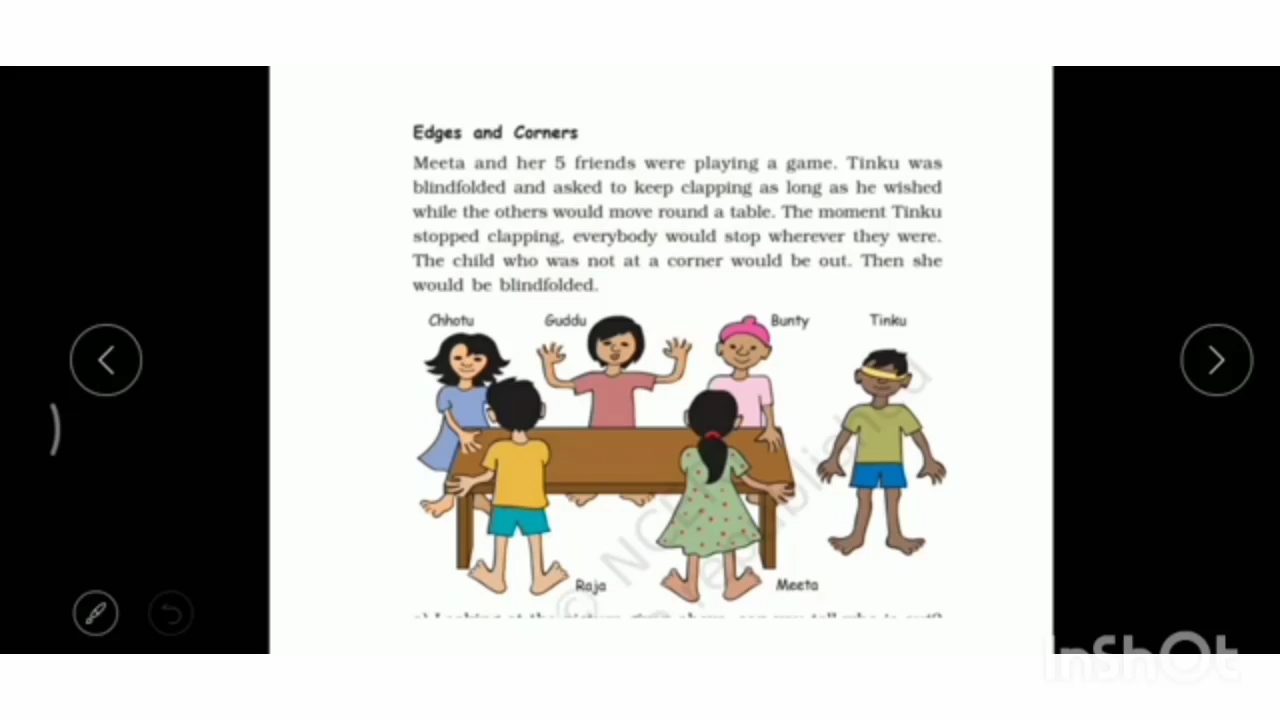 Edges and Corners
Meeta and her 5 friends were playing a game. Tinku was
blindfolded and asked to keep clapping as long as he wished
while the others would move round a table. The moment Tinku
stopped clapping, everybody would stop wherever they were.
The child who was not at a corner would be out. Then she
would be blindfolded.
Chhotu Guddu Bunty Tinku
Raja Meeta
InShOt